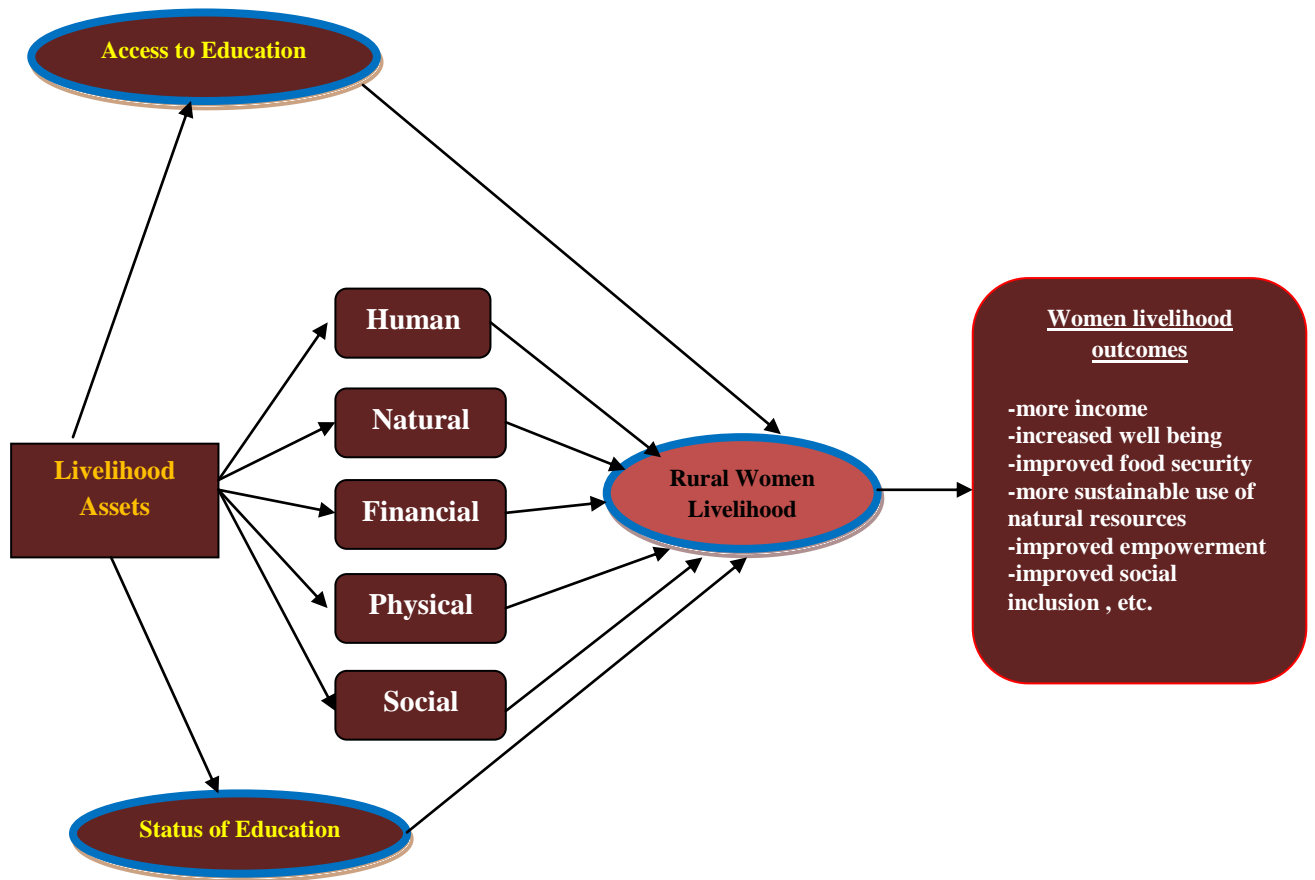 Access to Education
Human
Natural
Livelihood
Assets
Financial
Physical
Social
Rural Women
Livelihood
Women livelihood
outcomes
-more income
-increased well being
-improved food security
-more sustainable use of
natural resources
-improved empowerment
-improved social
inclusion , etc.
Status of Education